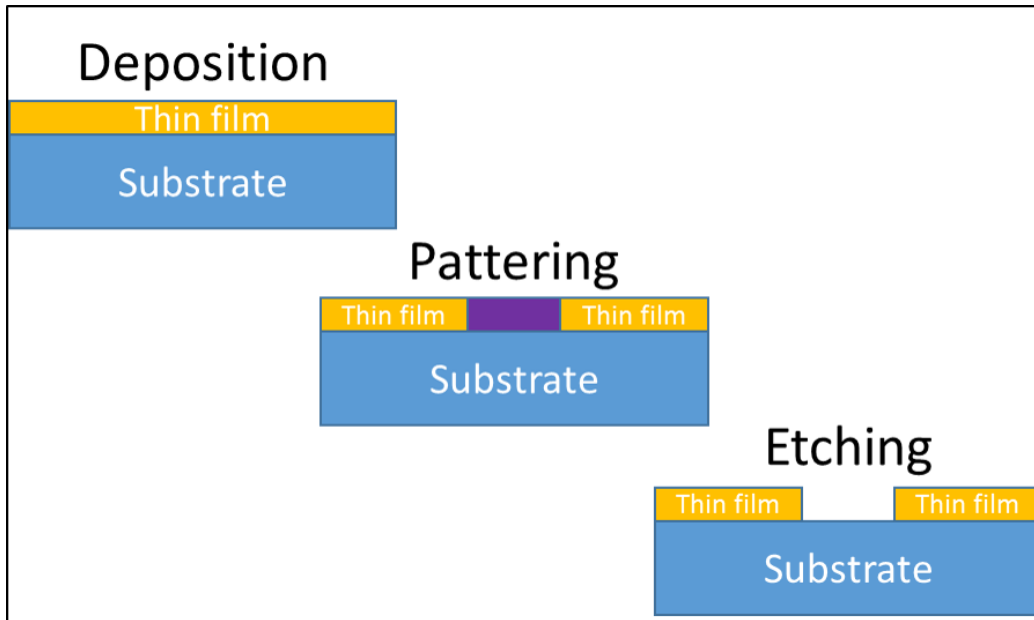 Deposition
Thin film
Substrate
Pattering
Thin film Thin film
Substrate
Etching
Thin film Thin film
Substrate